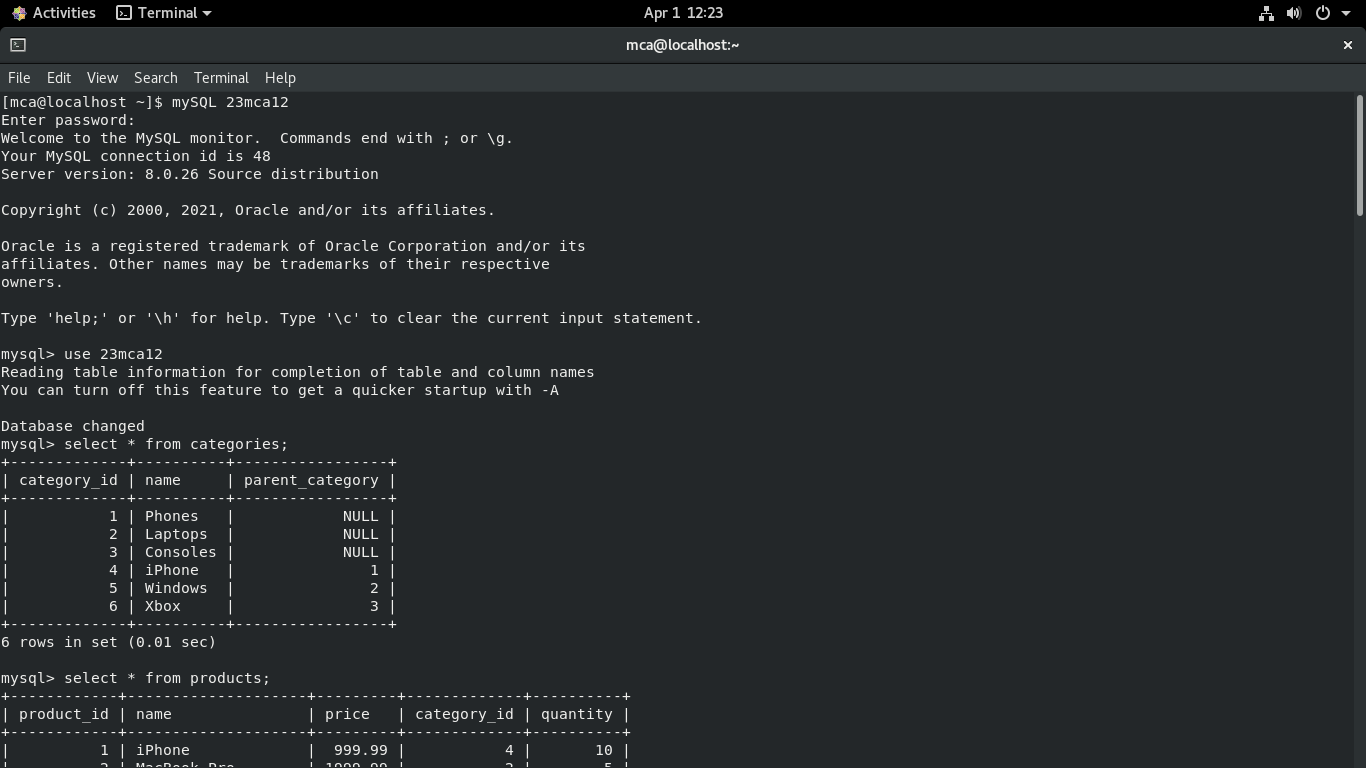 Activities Terminal Apr 1 12:23
mca@localhost:~
File Edit View Search Terminal Help
[mca@localhost ~]$ mySQL 23mca12
Enter password:
Welcome to the MySQL monitor.  Commands end with ; or \g.
Your MySQL connection id is 48
Server version: 8.0.26 Source distribution

Copyright (c) 2000, 2021, Oracle and/or its affiliates.

Oracle is a registered trademark of Oracle Corporation and/or its
affiliates. Other names may be trademarks of their respective
owners.

Type 'help;' or '\h' for help. Type '\c' to clear the current input statement.

mysql> use 23mca12
Reading table information for completion of table and column names
You can turn off this feature to get a quicker startup with -A

Database changed
mysql> select * from categories;
+-------------+----------+-----------------+
| category_id | name     | parent_category |
+-------------+----------+-----------------+
|           1 | Phones   |            NULL |
|           2 | Laptops  |            NULL |
|           3 | Consoles |            NULL |
|           4 | iPhone   |               1 |
|           5 | Windows  |               2 |
|           6 | Xbox     |               3 |
+-------------+----------+-----------------+
6 rows in set (0.01 sec)

mysql> select * from products;
+------------+--------------------+---------+-------------+----------+
| product_id | name               | price   | category_id | quantity |
+------------+--------------------+---------+-------------+----------+
|          1 | iPhone             |  999.99 |           4 |       10 |
|          2 | MacBook Pro        | 1999.99 |           2 |        5 |